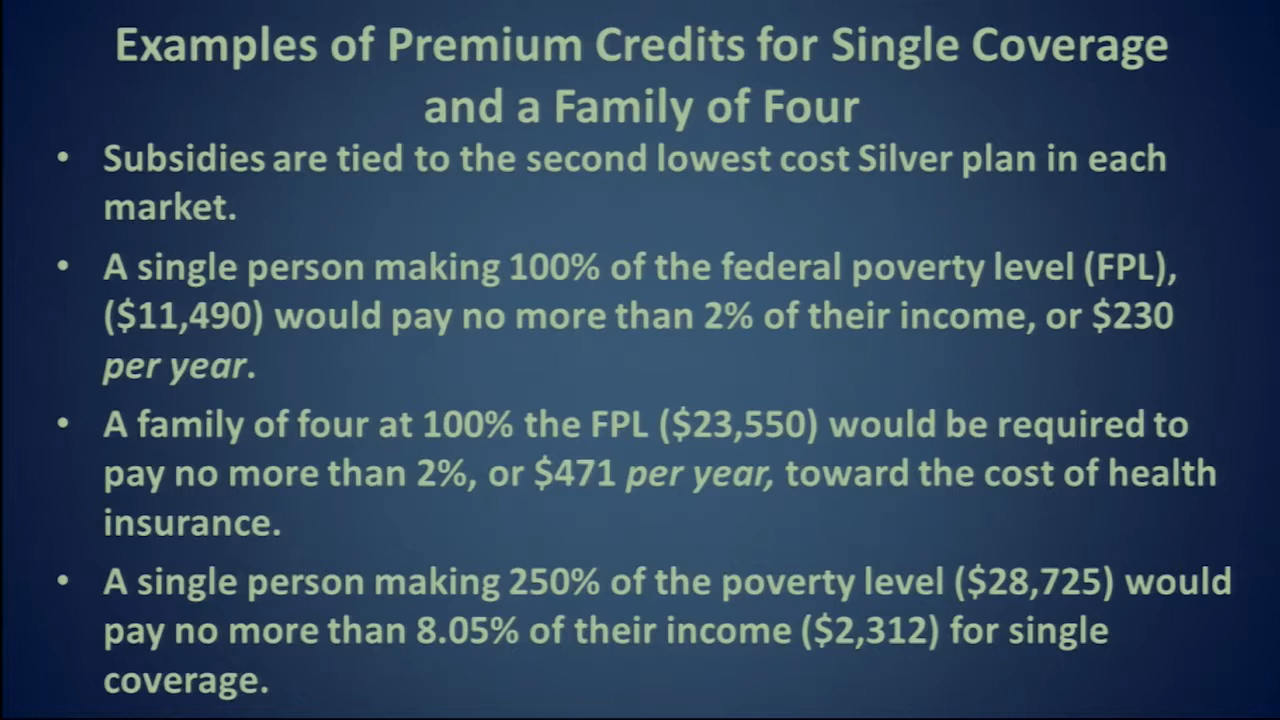 Examples of Premium Credits for Single Coverage
and a Family of Four
• Subsidies are tied to the second lowest cost Silver plan in each
market.
• A single person making 100% of the federal poverty level (FPL),
($11,490) would pay no more than 2% of their income, or $230
per year.
• A family of four at 100% the FPL ($23,550) would be required to
pay no more than 2%, or $471 per year, toward the cost of health
insurance.
• A single person making 250% of the poverty level ($28,725) would
pay no more than 8.05% of their income ($2,312) for single
coverage.